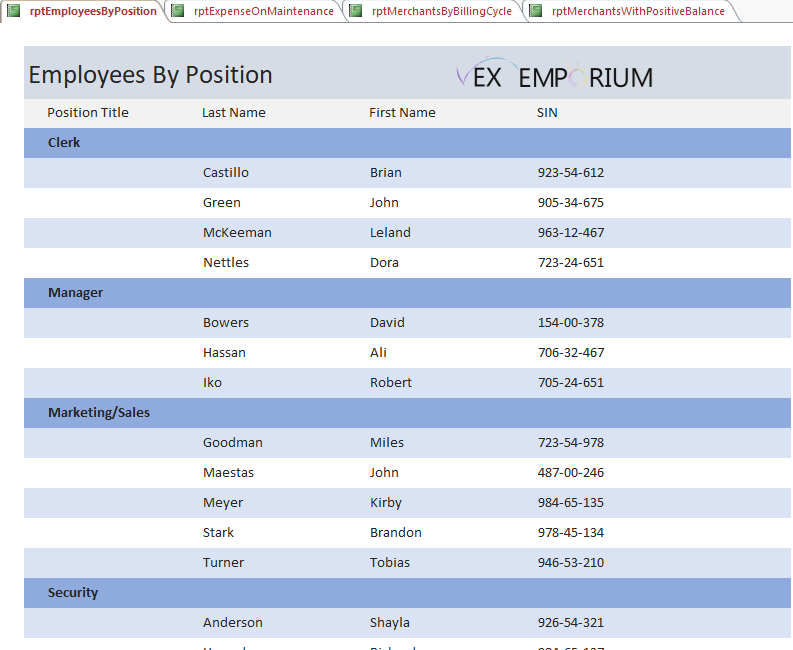 rptEmployeesByPosition rptExpenseOnMaintenance rptMerchantsByBillingCycle rptMerchantsWithPositiveBalance
Employees By Position VEX EMPORIUM
Position Title Last Name First Name SIN
Clerk
Castillo Brian 923-54-612
Green John 905-34-675
McKeeman Leland 963-12-467
Nettles Dora 723-24-651
Manager
Bowers David 154-00-378
Hassan Ali 706-32-467
Iko Robert 705-24-651
Marketing/Sales
Goodman Miles 723-54-978
Maestas John 487-00-246
Meyer Kirby 984-65-135
Stark Brandon 978-45-134
Turner Tobias 946-53-210
Security
Anderson Shayla 926-54-321